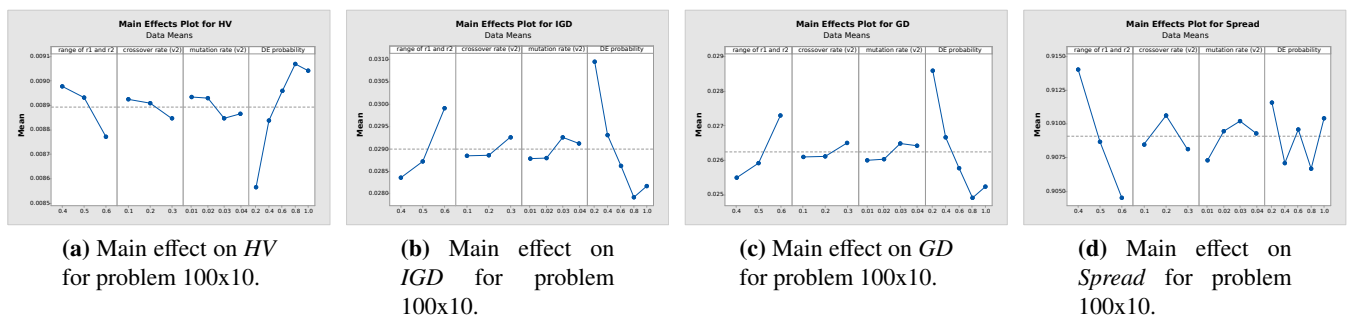 Main Effects Plot for HV
Data Means
range of r1 and r2 crossover rate (v2) mutation rate (v2) DE probability
0.0091
0.0090
0.0089
0.0088
0.0087
0.0086
0.0085
Mean
0.4 0.5 0.6 0.1 0.2 0.3 0.01 0.02 0.03 0.04 0.2 0.4 0.6 0.8 1.0
(a) Main effect on HV
for problem 100x10.
Main Effects Plot for IGD
Data Means
range of r1 and r2 crossover rate (v2) mutation rate (v2) DE probability
0.0310
0.0305
0.0300
0.0295
0.0290
0.0285
0.0280
Mean
0.4 0.5 0.6 0.1 0.2 0.3 0.01 0.02 0.03 0.04 0.2 0.4 0.6 0.8 1.0
(b) Main effect on
IGD for problem
100x10.
Main Effects Plot for GD
Data Means
range of r1 and r2 crossover rate (v2) mutation rate (v2) DE probability
0.029
0.028
0.027
0.026
0.025
Mean
0.4 0.5 0.6 0.1 0.2 0.3 0.01 0.02 0.03 0.04 0.2 0.4 0.6 0.8 1.0
(c) Main effect on GD
for problem 100x10.
Main Effects Plot for Spread
Data Means
range of r1 and r2 crossover rate (v2) mutation rate (v2) DE probability
0.9150
0.9125
0.9100
0.9075
0.9050
Mean
0.4 0.5 0.6 0.1 0.2 0.3 0.01 0.02 0.03 0.04 0.2 0.4 0.6 0.8 1.0
(d) Main effect on
Spread for problem
100x10.